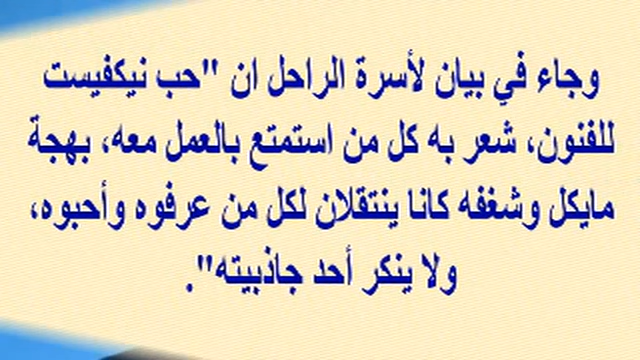 وجاء في بيان لأسرة الراحل ان "حب نيكفيست
للفنون، شعر به كل من استمتع بالعمل معه، بهجة
مايكل وشغفه كانا ينتقلان لكل من عرفوه وأحبوه،
ولا ينكر أحد جاذبيته".